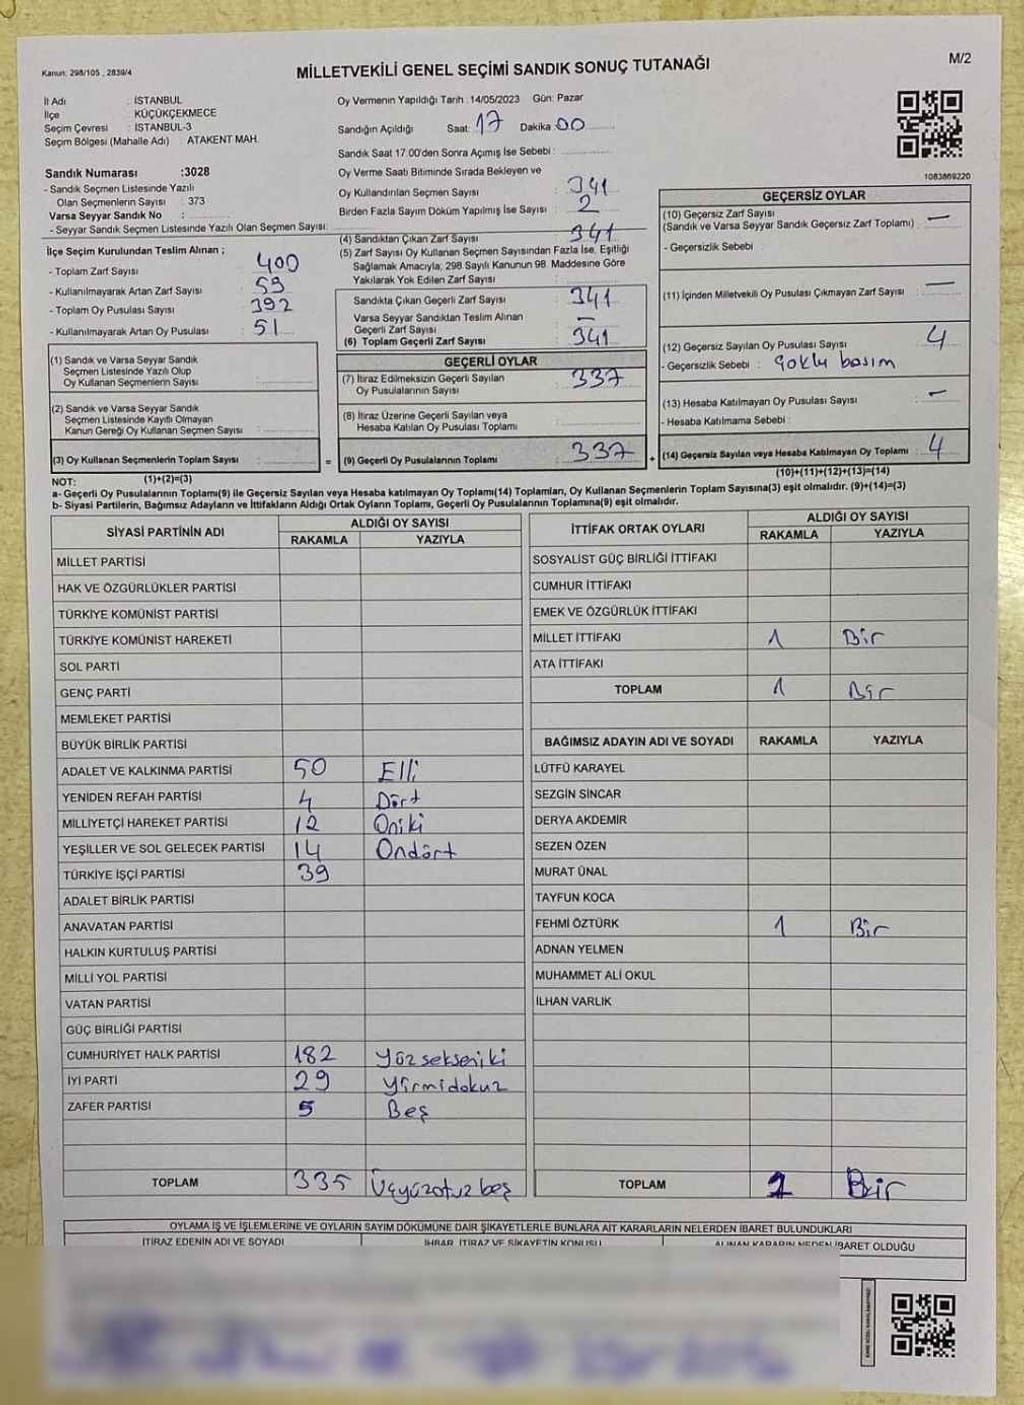 Kanun: 298/105 , 2839/4
MİLLETVEKİLİ GENEL SEÇİMİ SANDIK SONUÇ TUTANAĞI
M/2
İl Adı : İSTANBUL
İlçe : KÜÇÜKÇEKMECE
Seçim Çevresi : İSTANBUL-3
Seçim Bölgesi (Mahalle Adı) : ATAKENT MAH.
Sandık Numarası :3028
- Sandık Seçmen Listesinde Yazılı
Olan Seçmenlerin Sayısı : 373
Varsa Seyyar Sandık No :
- Seyyar Sandık Seçmen Listesinde Yazılı Olan Seçmen Sayısı:
Oy Vermenin Yapıldığı Tarih :14/05/2023 Gün: Pazar
Sandığın Açıldığı Saat: 17 Dakika 00
Sandık Saat 17.00'den Sonra Açımış İse Sebebi :
Oy Verme Saati Bitiminde Sırada Bekleyen ve
Oy Kullandırılan Seçmen Sayısı : 341
Birden Fazla Sayım Döküm Yapılmış İse Sayısı : 2
(4) Sandıktan Çıkan Zarf Sayısı : 341
(5) Zarf Sayısı Oy Kullanan Seçmen Sayısından Fazla İse, Eşitliği
Sağlamak Amacıyla; 298 Sayılı Kanunun 98. Maddesine Göre
Yakılarak Yok Edilen Zarf Sayısı
1083869220
İlçe Seçim Kurulundan Teslim Alınan ;
- Toplam Zarf Sayısı : 400
- Kullanılmayarak Artan Zarf Sayısı : 59
- Toplam Oy Pusulası Sayısı : 392
- Kullanılmayarak Artan Oy Pusulası : 51
Sandıkta Çıkan Geçerli Zarf Sayısı : 341
Varsa Seyyar Sandıktan Teslim Alınan
Geçerli Zarf Sayısı : –
(6) Toplam Geçerli Zarf Sayısı : 341
GEÇERSİZ OYLAR
(10) Geçersiz Zarf Sayısı
(Sandık ve Varsa Seyyar Sandık Geçersiz Zarf Toplamı) : —
- Geçersizlik Sebebi :
(11) İçinden Milletvekili Oy Pusulası Çıkmayan Zarf Sayısı : —
(12) Geçersiz Sayılan Oy Pusulası Sayısı : 4
- Geçersizlik Sebebi : çoklu basım
(13) Hesaba Katılmayan Oy Pusulası Sayısı : –
- Hesaba Katılmama Sebebi :
(14) Geçersiz Sayılan veya Hesaba Katılmayan Oy Toplamı : 4
(10)+(11)+(12)+(13)=(14)
(1) Sandık ve Varsa Seyyar Sandık
Seçmen Listesinde Yazılı Olup
Oy Kullanan Seçmenlerin Sayısı :
(2) Sandık ve Varsa Seyyar Sandık
Seçmen Listesinde Kayıtlı Olmayan
Kanun Gereği Oy Kullanan Seçmen Sayısı :
(3) Oy Kullanan Seçmenlerin Toplam Sayısı :
(1)+(2)=(3)
=
GEÇERLİ OYLAR
(7) İtiraz Edilmeksizin Geçerli Sayılan
Oy Pusulalarının Sayısı : 337
(8) İtiraz Üzerine Geçerli Sayılan veya
Hesaba Katılan Oy Pusulası Toplamı :
(9) Geçerli Oy Pusulalarının Toplamı : 337
+
NOT:
a- Geçerli Oy Pusulalarının Toplamı(9) ile Geçersiz Sayılan veya Hesaba katılmayan Oy Toplamı(14) Toplamları, Oy Kullanan Seçmenlerin Toplam Sayısına(3) eşit olmalıdır. (9)+(14)=(3)
b- Siyasi Partilerin, Bağımsız Adayların ve İttifakların Aldığı Ortak Oyların Toplamı, Geçerli Oy Pusulalarının Toplamına(9) eşit olmalıdır.
SİYASİ PARTİNİN ADI ALDIĞI OY SAYISI
RAKAMLA YAZIYLA
MİLLET PARTİSİ
HAK VE ÖZGÜRLÜKLER PARTİSİ
TÜRKİYE KOMÜNİST PARTİSİ
TÜRKİYE KOMÜNİST HAREKETİ
SOL PARTİ
GENÇ PARTİ
MEMLEKET PARTİSİ
BÜYÜK BİRLİK PARTİSİ
ADALET VE KALKINMA PARTİSİ 50 Elli
YENİDEN REFAH PARTİSİ 4 Dört
MİLLİYETÇİ HAREKET PARTİSİ 12 Oniki
YEŞİLLER VE SOL GELECEK PARTİSİ 14 Ondört
TÜRKİYE İŞÇİ PARTİSİ 39
ADALET BİRLİK PARTİSİ
ANAVATAN PARTİSİ
HALKIN KURTULUŞ PARTİSİ
MİLLİ YOL PARTİSİ
VATAN PARTİSİ
GÜÇ BİRLİĞİ PARTİSİ
CUMHURİYET HALK PARTİSİ 182 Yüzsekseniki
İYİ PARTİ 29 Yirmidokuz
ZAFER PARTİSİ 5 Beş
TOPLAM 335 Üçyüzotuz beş
İTTİFAK ORTAK OYLARI ALDIĞI OY SAYISI
RAKAMLA YAZIYLA
SOSYALİST GÜÇ BİRLİĞİ İTTİFAKI
CUMHUR İTTİFAKI
EMEK VE ÖZGÜRLÜK İTTİFAKI
MİLLET İTTİFAKI 1 Bir
ATA İTTİFAKI
TOPLAM 1 Bir
BAĞIMSIZ ADAYIN ADI VE SOYADI RAKAMLA YAZIYLA
LÜTFÜ KARAYEL
SEZGİN SİNCAR
DERYA AKDEMİR
SEZEN ÖZEN
MURAT ÜNAL
TAYFUN KOCA
FEHMİ ÖZTÜRK 1 Bir
ADNAN YELMEN
MUHAMMET ALİ OKUL
İLHAN VARLIK
TOPLAM 1 Bir
OYLAMA İŞ VE İŞLEMLERİNE VE OYLARIN SAYIM DÖKÜMÜNE DAİR ŞİKAYETLERLE BUNLARA AİT KARARLARIN NELERDEN İBARET BULUNDUKLARI
İTİRAZ EDENİN ADI VE SOYADI İHBAR, İTİRAZ VE ŞİKAYETİN KONUSU ALINAN KARARIN NEDEN İBARET OLDUĞU